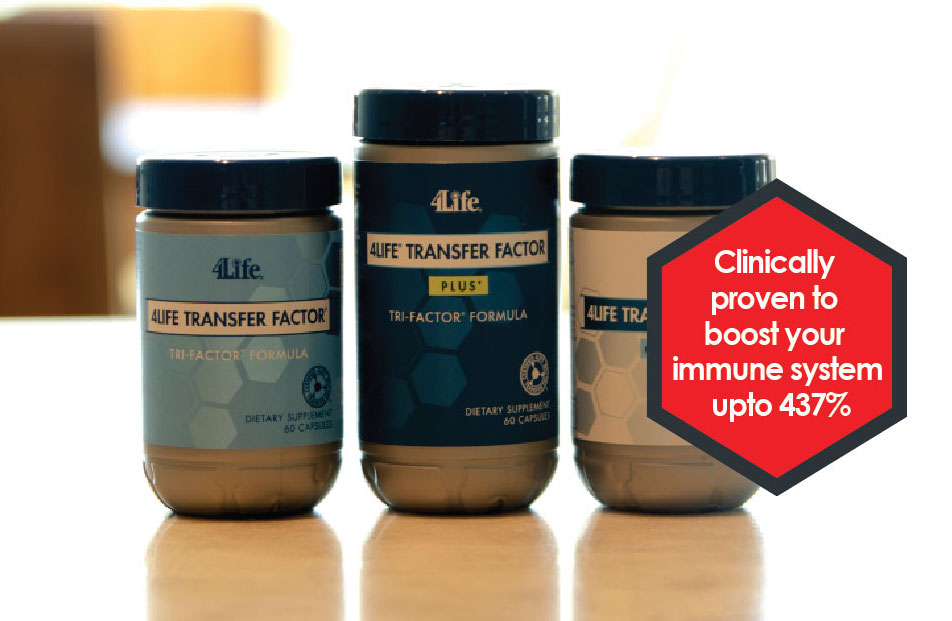 4Life®
4LIFE TRANSFER FACTOR®
TRI-FACTOR® FORMULA
DIETARY SUPPLEMENT
60 CAPSULES
4Life®
4LIFE® TRANSFER FACTOR
PLUS®
TRI-FACTOR® FORMULA
DIETARY SUPPLEMENT
60 CAPSULES
4LIFE TRA
Clinically
proven to
boost your
immune system
upto 437%